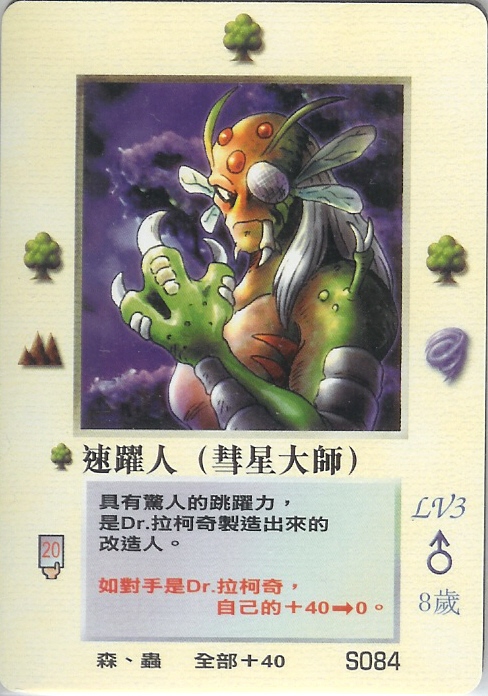 速躍人（彗星大師）
具有驚人的跳躍力，
是Dr.拉柯奇製造出來的
改造人。
LV3
20
如對手是Dr.拉柯奇，
自己的＋40➡0。
8歲
森、蟲　全部＋40　S084